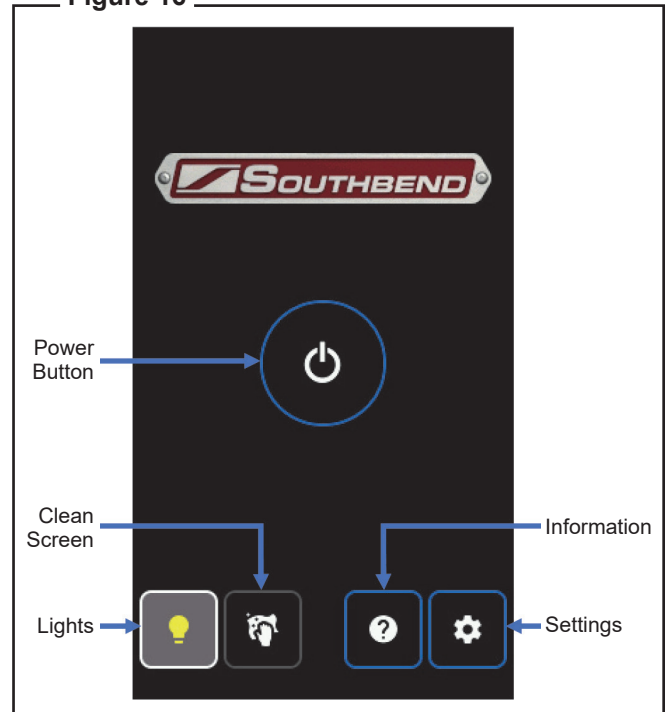 SOUTHBEND
Power
Button
Clean
Screen
Information
Lights
Settings